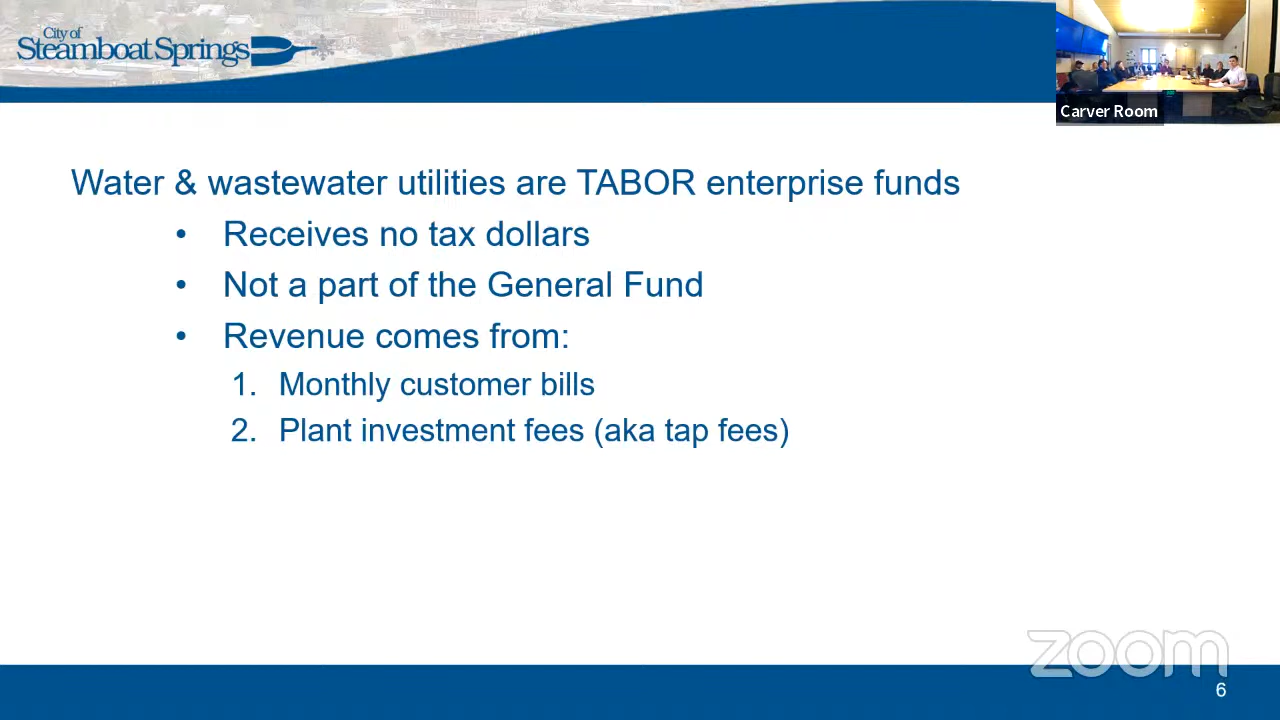 City of
Steamboat Springs
Carver Room
Water & wastewater utilities are TABOR enterprise funds
• Receives no tax dollars
• Not a part of the General Fund
• Revenue comes from:
1. Monthly customer bills
2. Plant investment fees (aka tap fees)
zoom
6